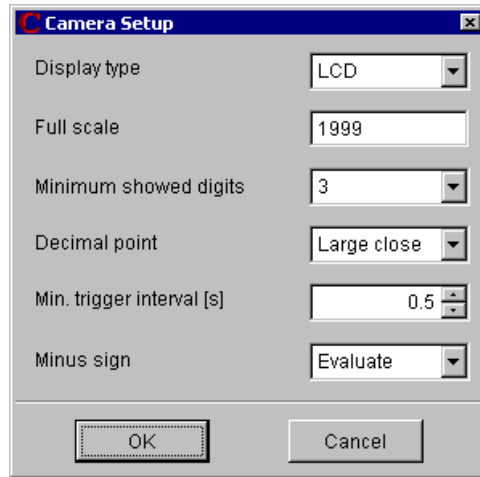 Camera Setup
Display type LCD
Full scale 1999
Minimum showed digits 3
Decimal point Large close
Min. trigger interval [s] 0.5
Minus sign Evaluate
OK Cancel